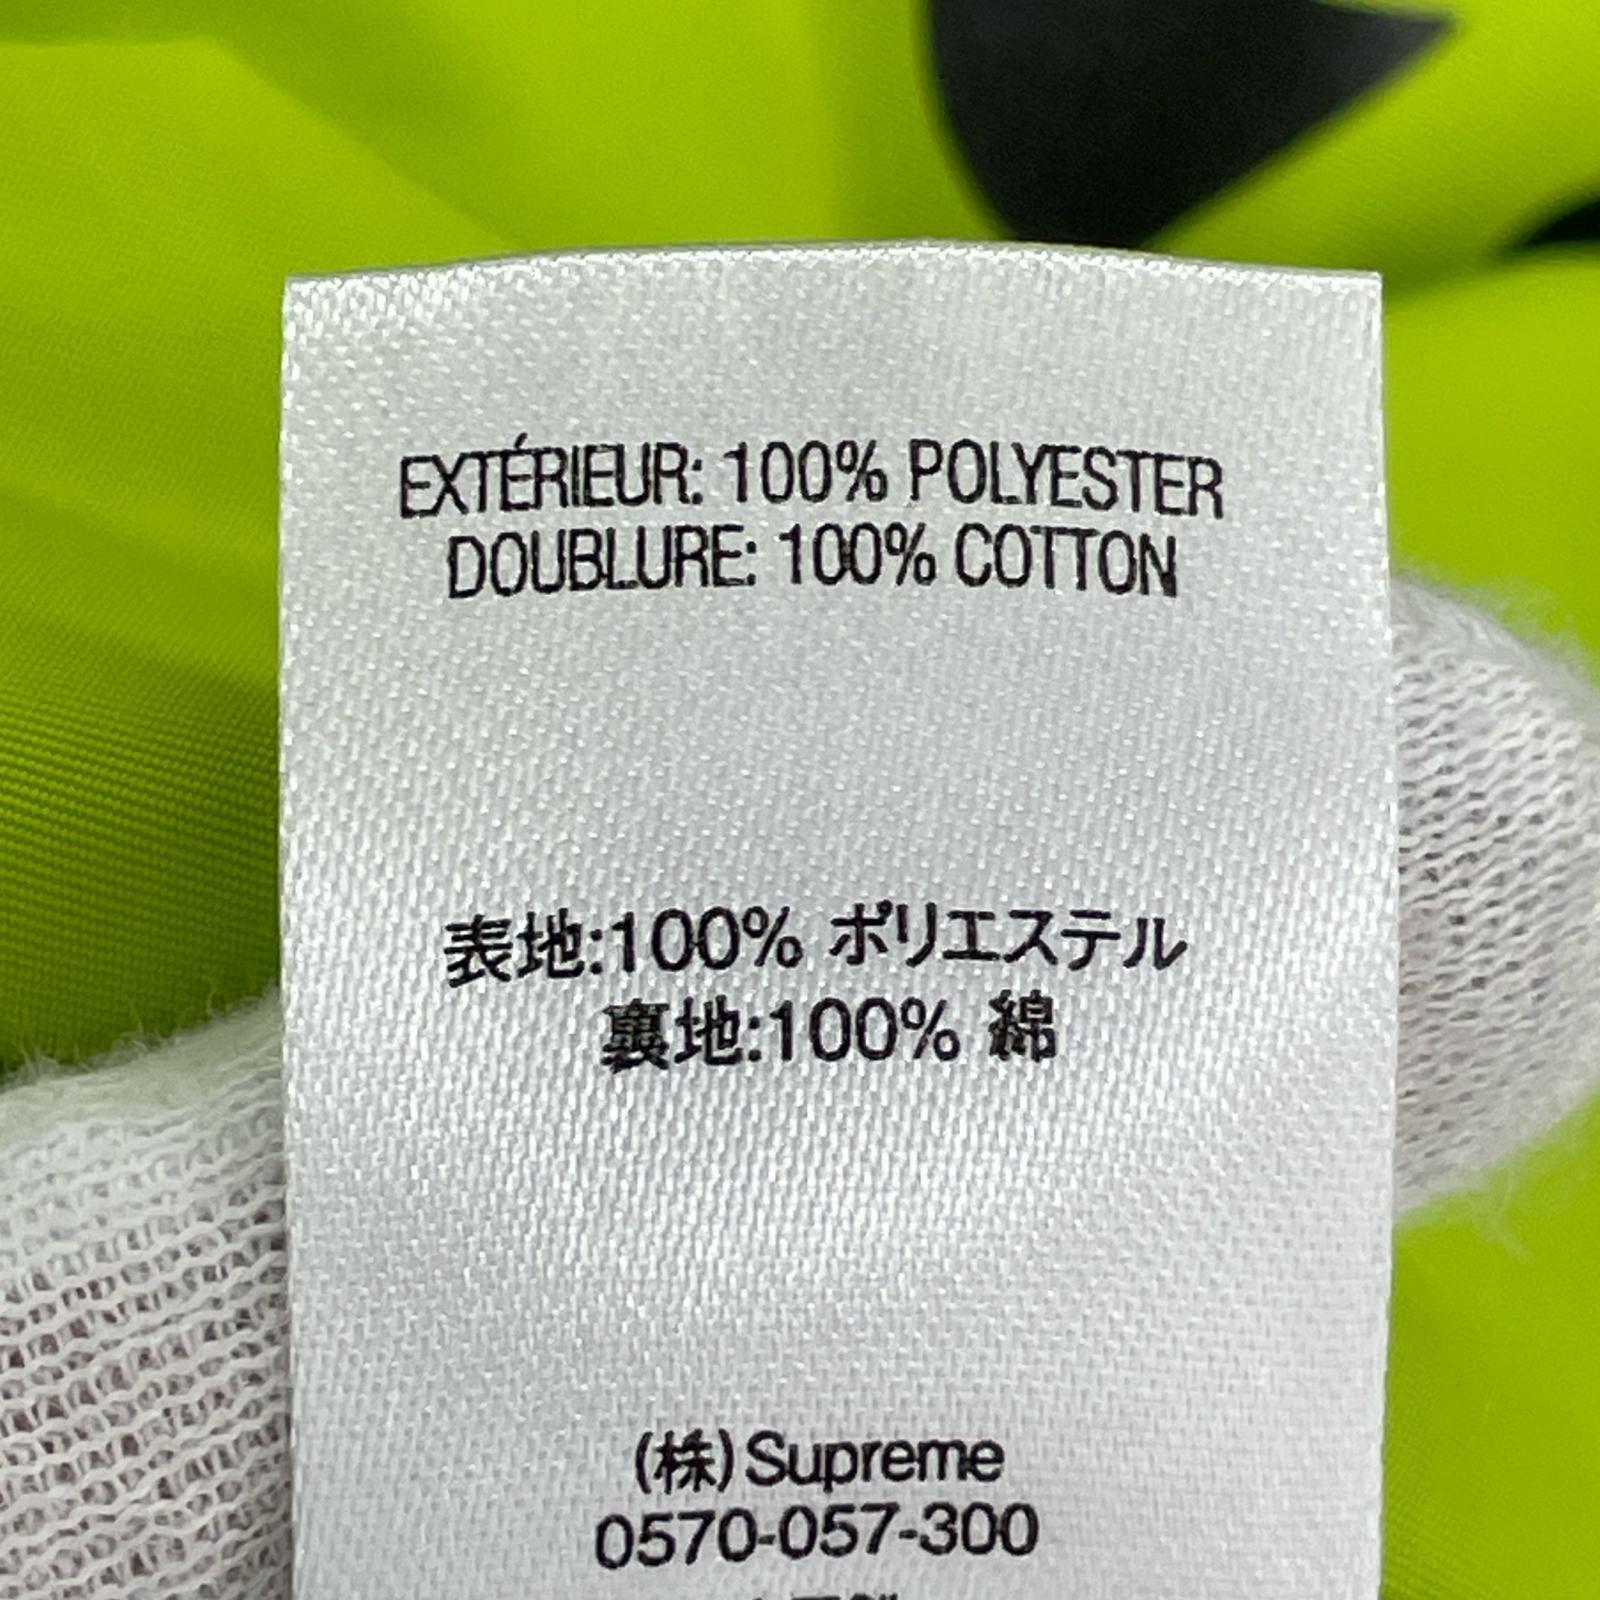 EXTÉRIEUR: 100% POLYESTER
DOUBLURE: 100% COTTON
表地:100% ポリエステル
裏地:100% 綿
(株)Supreme
0570-057-300